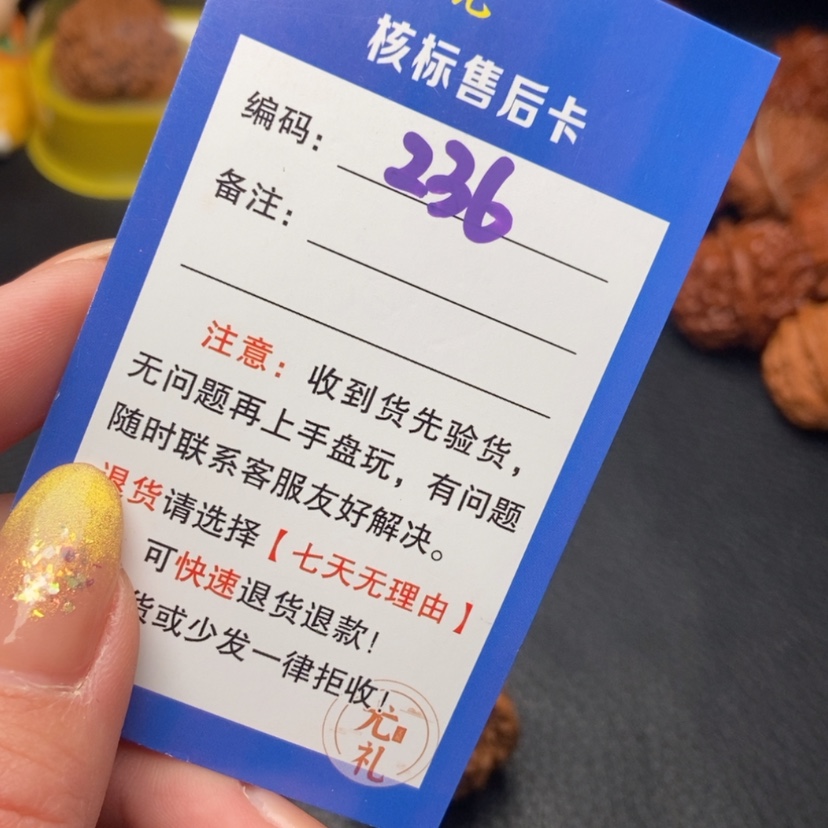 核标售后卡
编码：236
备注：
注意：收到货先验货，
无问题再上手盘玩，有问题
随时联系客服友好解决。
退货请选择【七天无理由】
可快速退货退款！
货或少发一律拒收！
元
礼